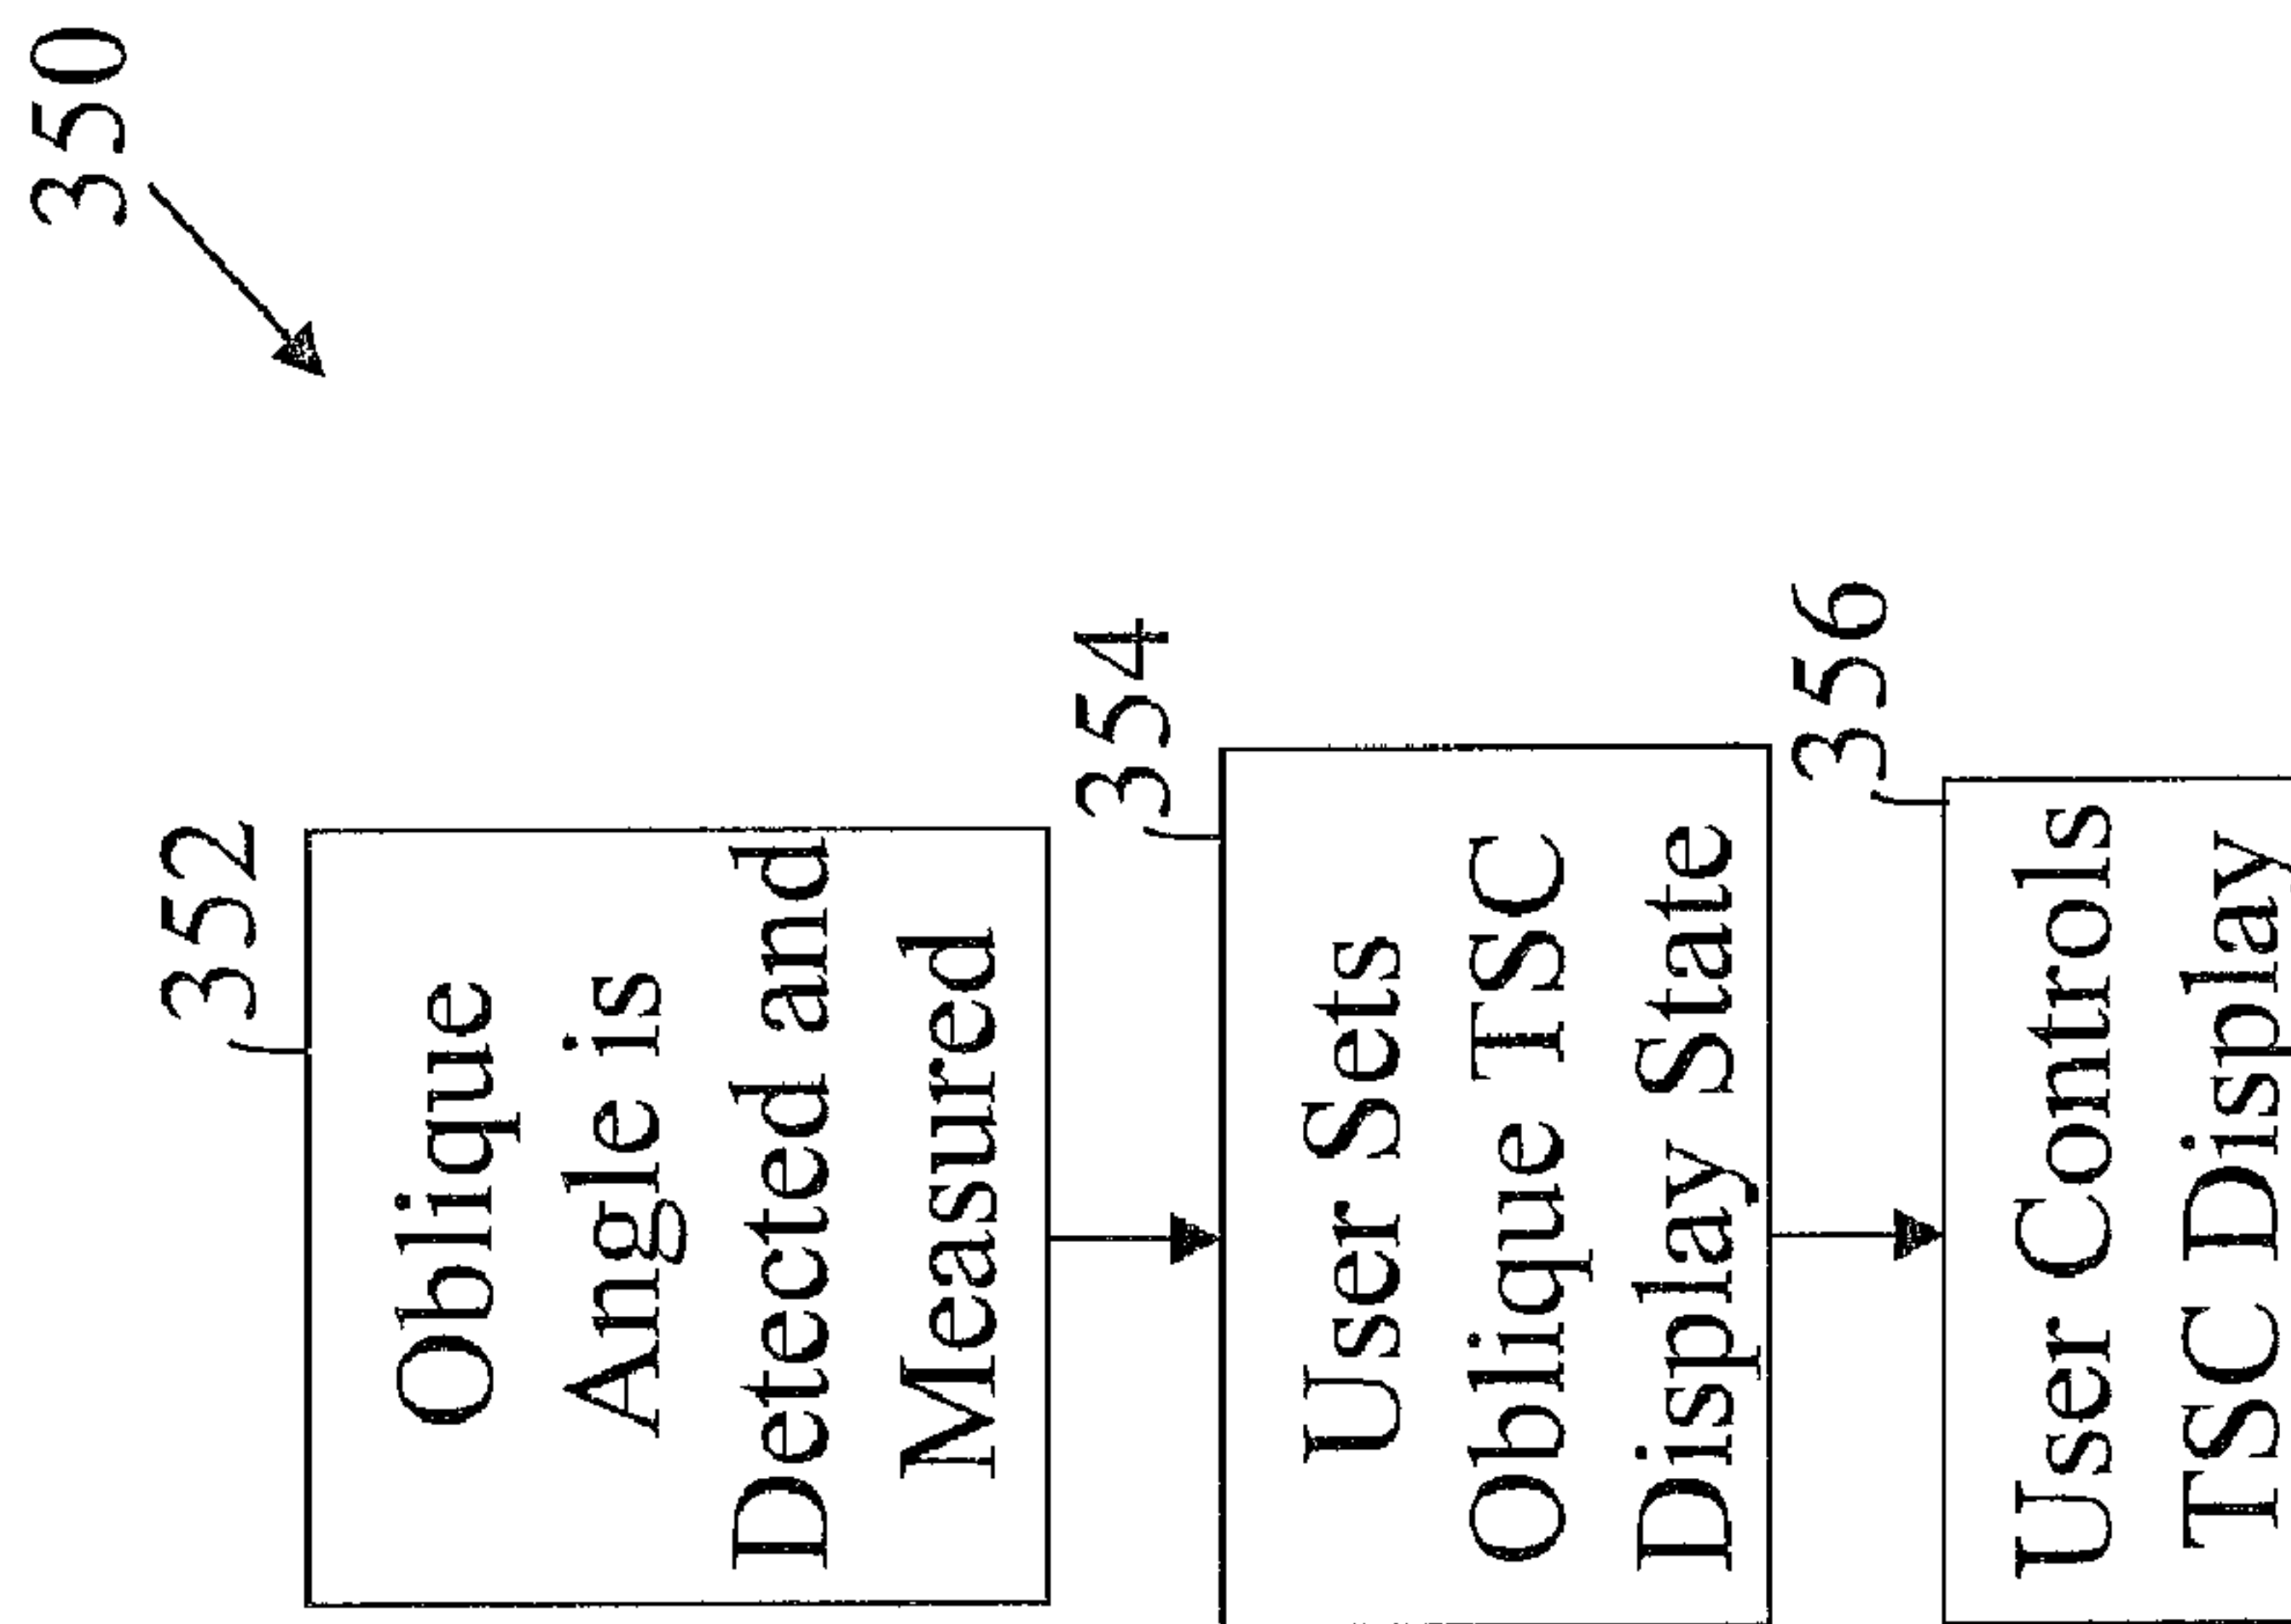 350
352
Oblique
Angle is
Detected and
Measured
354
User Sets
Oblique TSC
Display State
356
User Controls
TSC Display